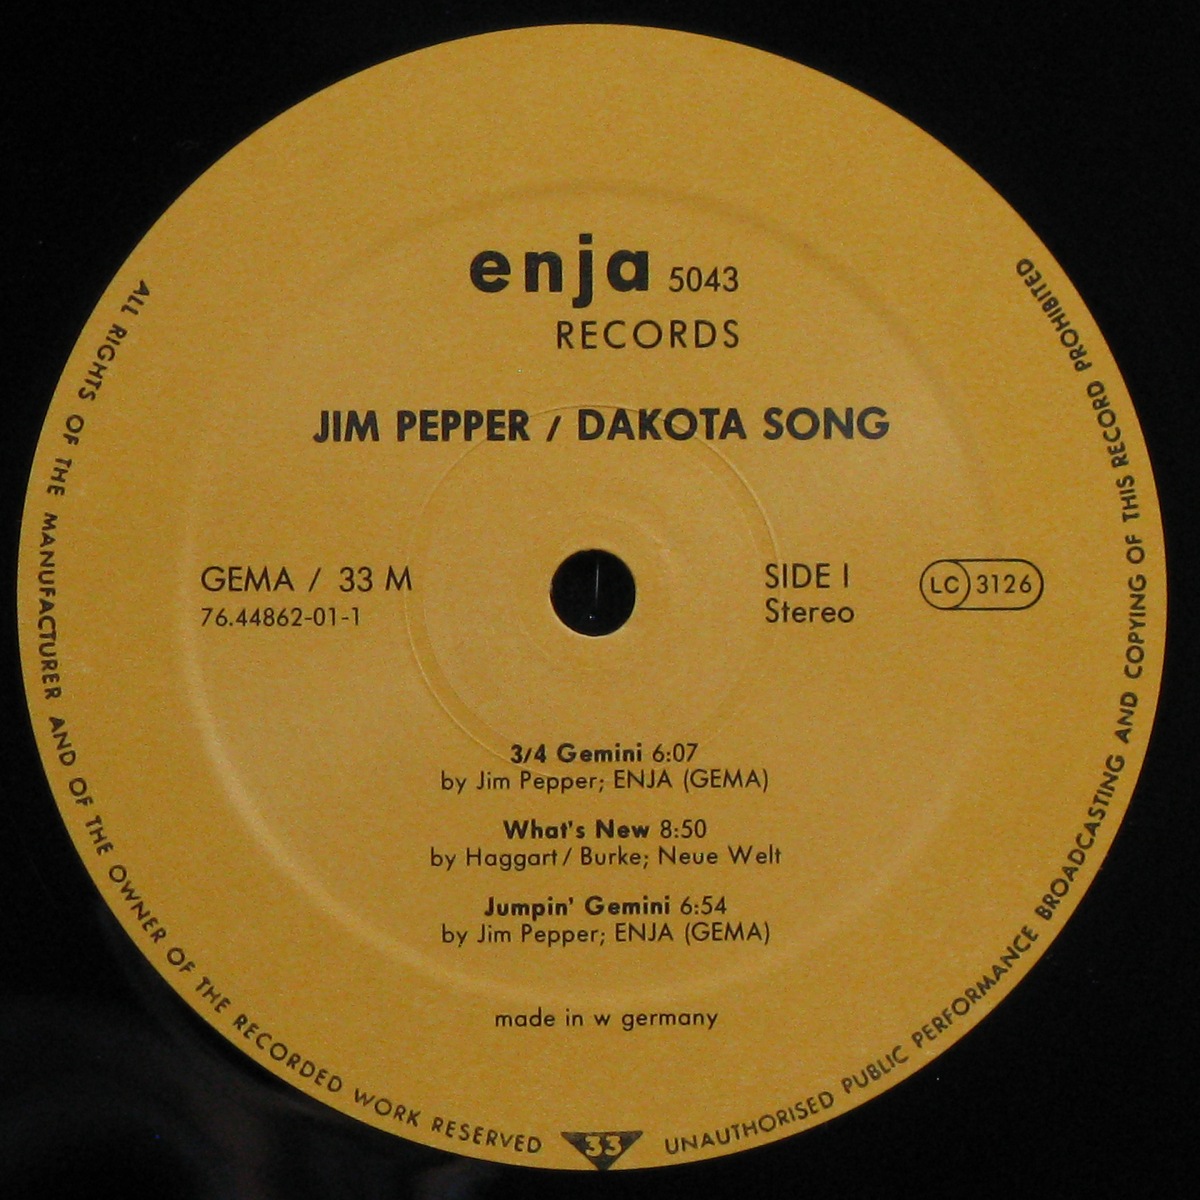 enja 5043
RECORDS
JIM PEPPER / DAKOTA SONG
GEMA / 33 M
76.44862-01-1
SIDE I
Stereo
LC 3126
3/4 Gemini 6:07
by Jim Pepper; ENJA (GEMA)
What's New 8:50
by Haggart / Burke; Neue Welt
Jumpin' Gemini 6:54
by Jim Pepper; ENJA (GEMA)
made in w germany
ALL RIGHTS OF THE MANUFACTURER AND OF THE OWNER OF THE RECORDED WORK RESERVED
33
UNAUTHORISED PUBLIC PERFORMANCE BROADCASTING AND COPYING OF THIS RECORD PROHIBITED